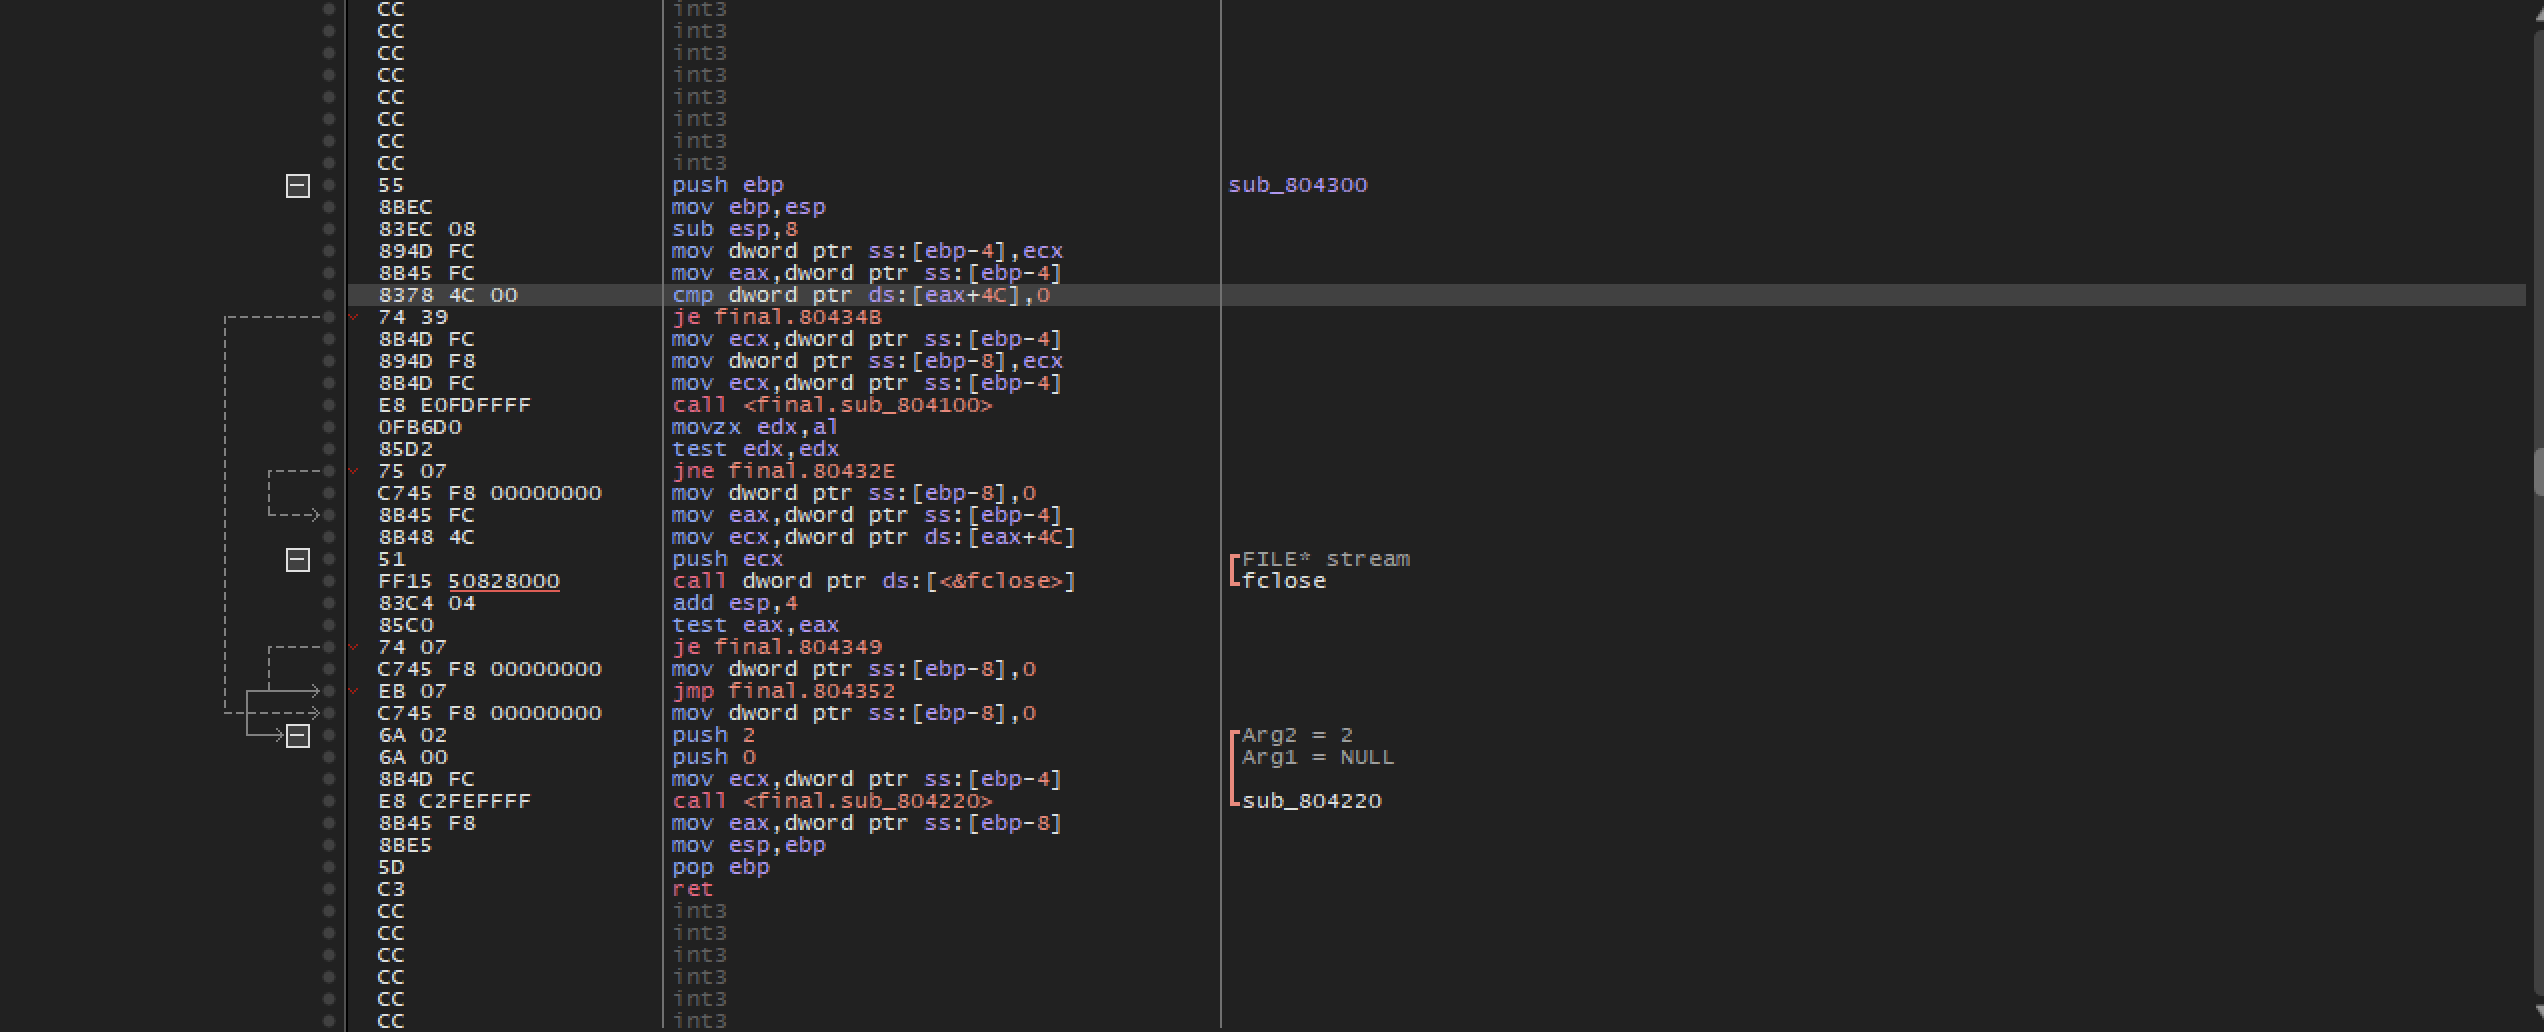 CC int3
CC int3
CC int3
CC int3
CC int3
CC int3
CC int3
CC int3
55 push ebp sub_804300
8BEC mov ebp,esp
83EC 08 sub esp,8
894D FC mov dword ptr ss:[ebp-4],ecx
8B45 FC mov eax,dword ptr ss:[ebp-4]
8378 4C 00 cmp dword ptr ds:[eax+4C],0
74 39 je final.80434B
8B4D FC mov ecx,dword ptr ss:[ebp-4]
894D F8 mov dword ptr ss:[ebp-8],ecx
8B4D FC mov ecx,dword ptr ss:[ebp-4]
E8 E0FDFFFF call <final.sub_804100>
0FB6D0 movzx edx,al
85D2 test edx,edx
75 07 jne final.80432E
C745 F8 00000000 mov dword ptr ss:[ebp-8],0
8B45 FC mov eax,dword ptr ss:[ebp-4]
8B48 4C mov ecx,dword ptr ds:[eax+4C]
51 push ecx FILE* stream
FF15 50828000 call dword ptr ds:[<&fclose>] fclose
83C4 04 add esp,4
85C0 test eax,eax
74 07 je final.804349
C745 F8 00000000 mov dword ptr ss:[ebp-8],0
EB 07 jmp final.804352
C745 F8 00000000 mov dword ptr ss:[ebp-8],0
6A 02 push 2 Arg2 = 2
6A 00 push 0 Arg1 = NULL
8B4D FC mov ecx,dword ptr ss:[ebp-4]
E8 C2FEFFFF call <final.sub_804220> sub_804220
8B45 F8 mov eax,dword ptr ss:[ebp-8]
8BE5 mov esp,ebp
5D pop ebp
C3 ret
CC int3
CC int3
CC int3
CC int3
CC int3
CC int3